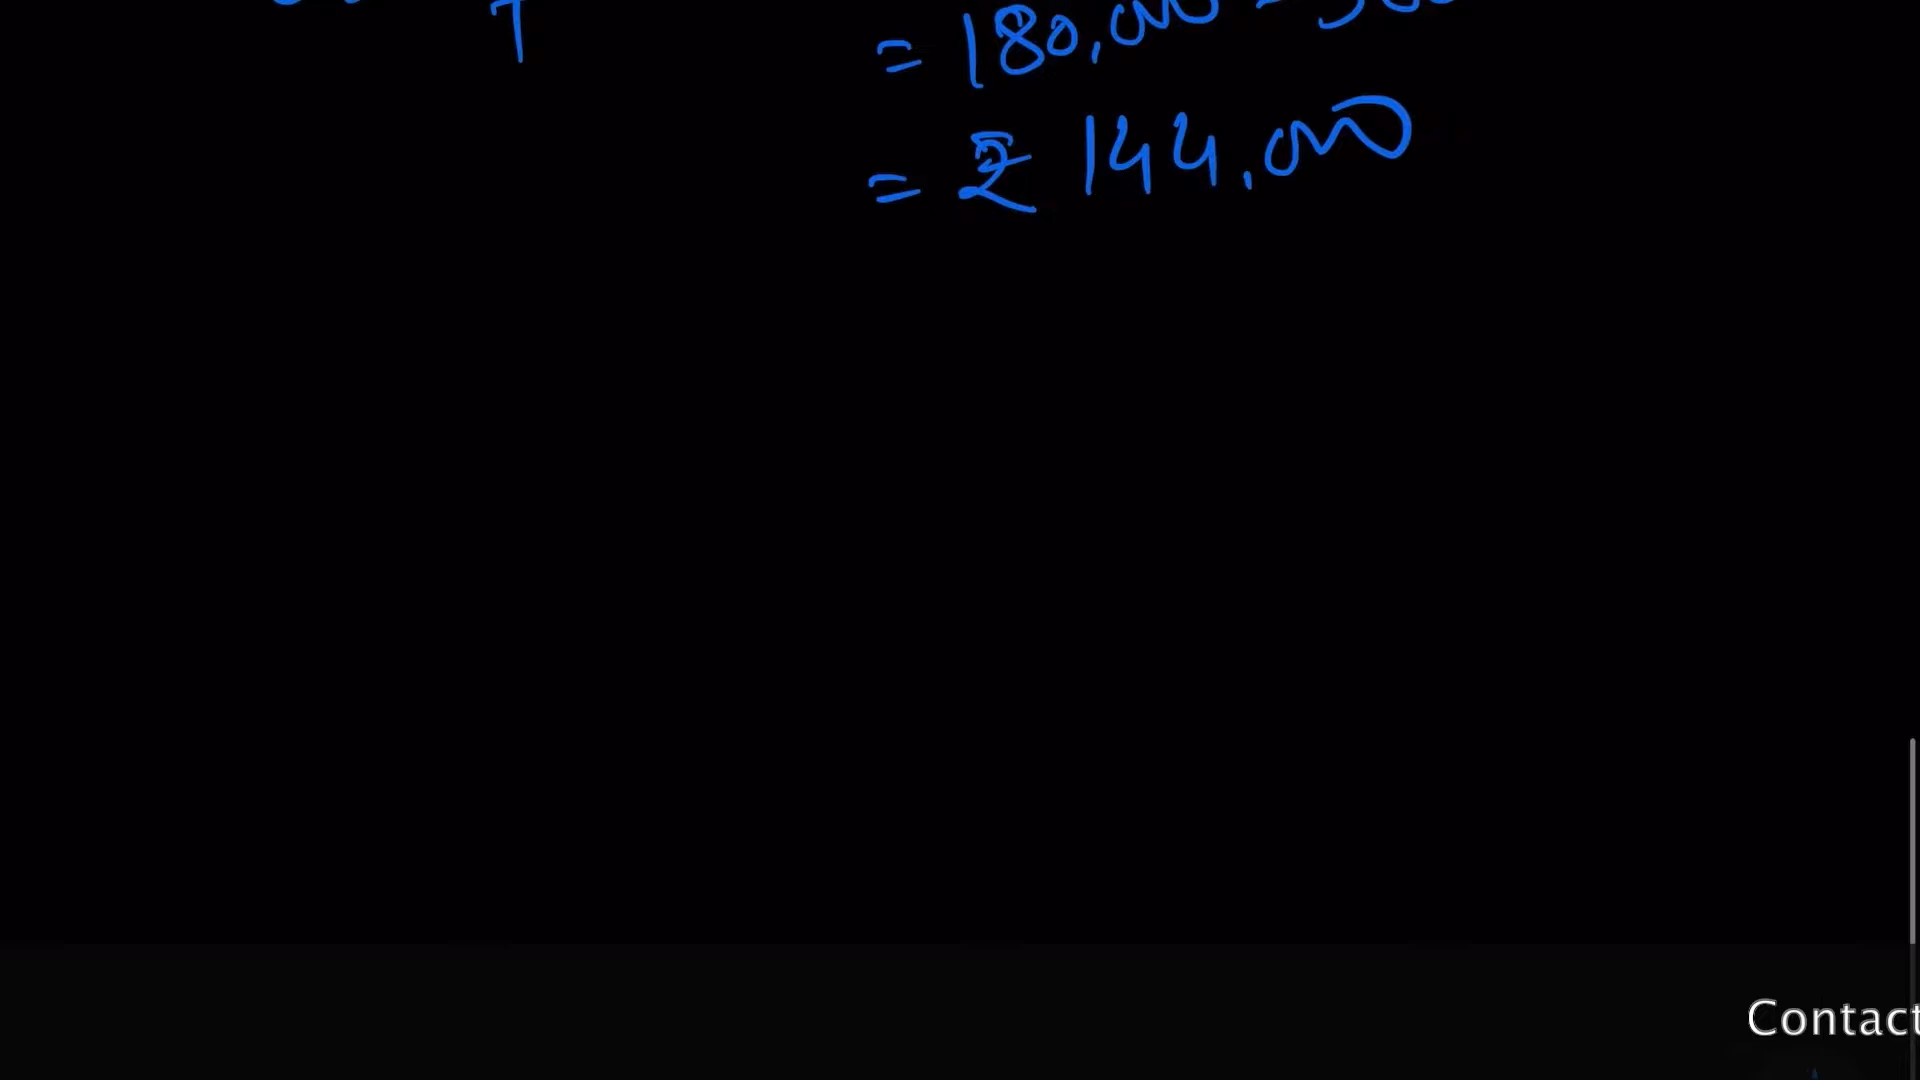 = 180,000 -
= ₹ 144,000
Contact